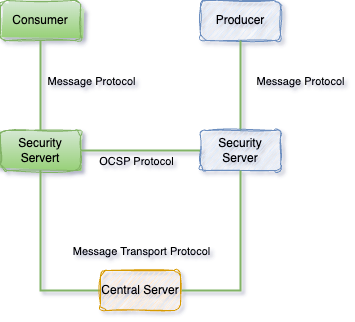 Consumer
Producer
Message Protocol
Message Protocol
Security
Servert
Security
Server
OCSP Protocol
Message Transport Protocol
Central Server